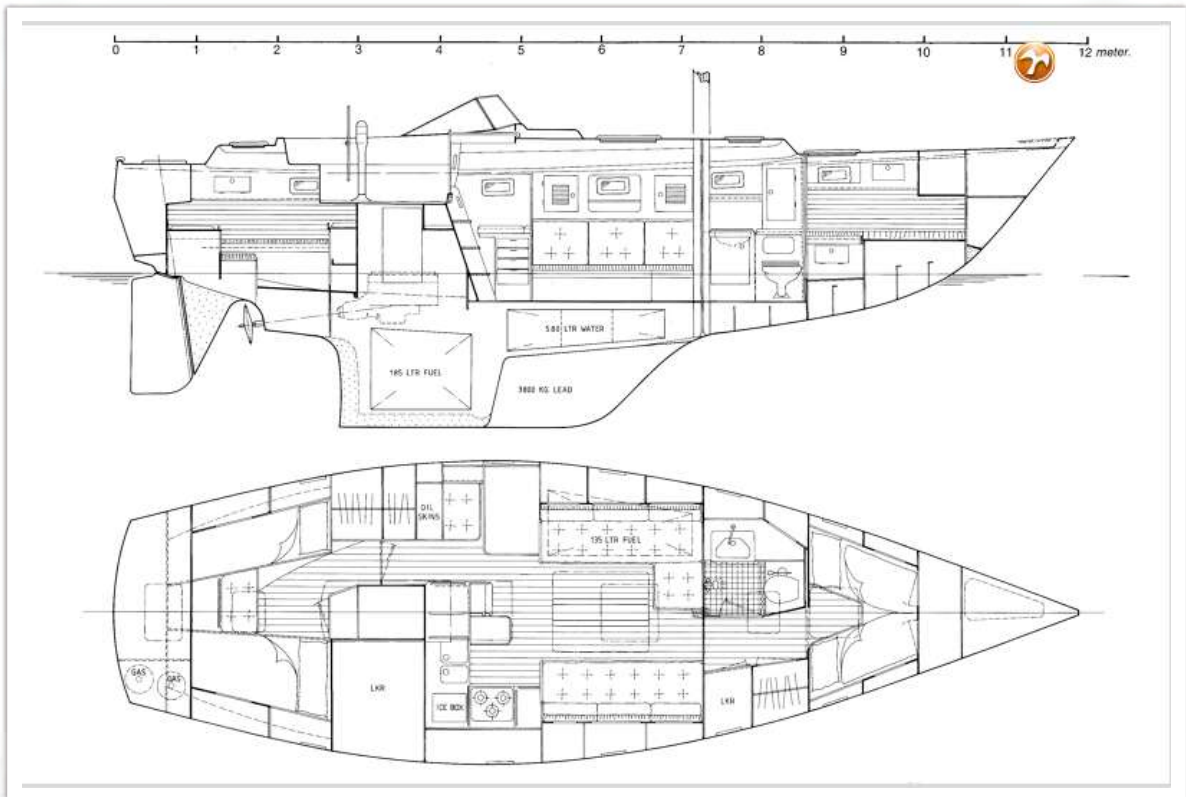 0 1 2 3 4 5 6 7 8 9 10 11 12 meter.
580 LTR WATER
185 LTR FUEL
3800 KG LEAD
OIL
SKINS
135 LTR FUEL
GAS
GAS
LKR
ICE BOX
LKR